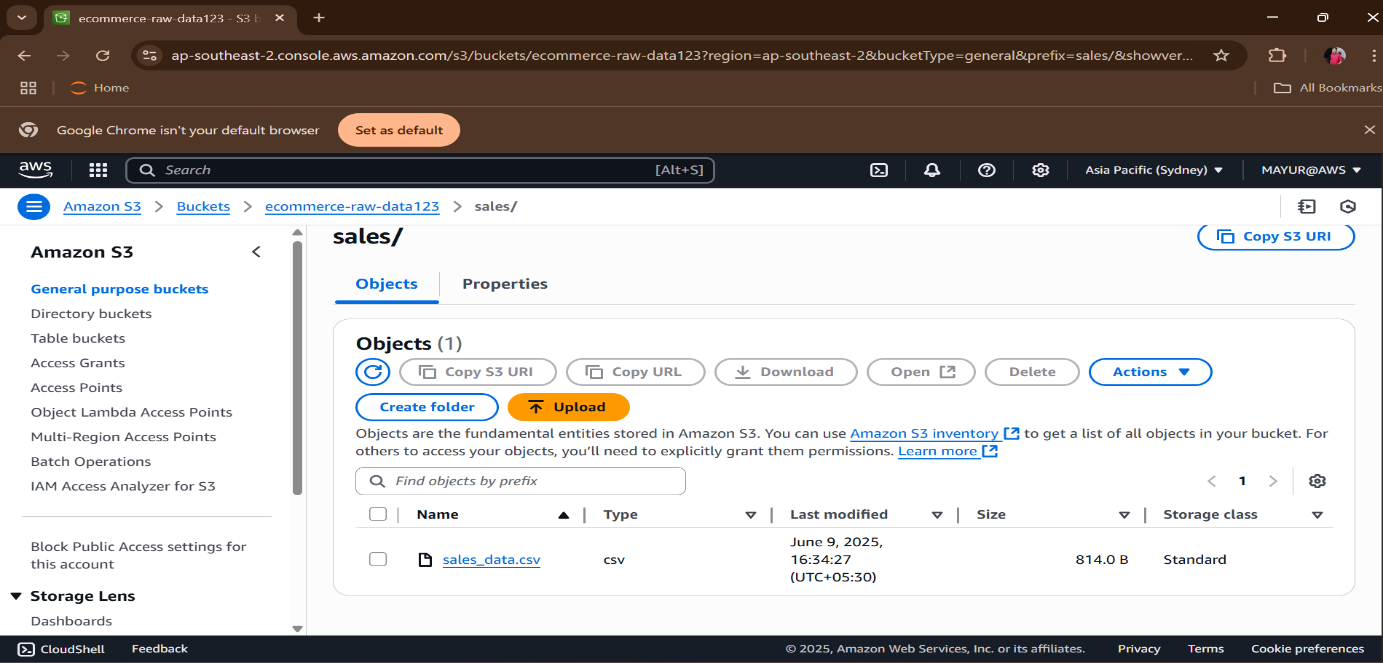 ecommerce-raw-data123 - S3 b
ap-southeast-2.console.aws.amazon.com/s3/buckets/ecommerce-raw-data123?region=ap-southeast-2&bucketType=general&prefix=sales/&showver...
Home
All Bookmarks
Google Chrome isn't your default browser
Set as default
aws
Search
[Alt+S]
Asia Pacific (Sydney)
MAYUR@AWS
Amazon S3 > Buckets > ecommerce-raw-data123 > sales/
Amazon S3
General purpose buckets
Directory buckets
Table buckets
Access Grants
Access Points
Object Lambda Access Points
Multi-Region Access Points
Batch Operations
IAM Access Analyzer for S3
Block Public Access settings for
this account
Storage Lens
Dashboards
sales/
Copy S3 URI
Objects
Properties
Objects (1)
Copy S3 URI
Copy URL
Download
Open
Delete
Actions
Create folder
Upload
Objects are the fundamental entities stored in Amazon S3. You can use Amazon S3 inventory to get a list of all objects in your bucket. For
others to access your objects, you'll need to explicitly grant them permissions. Learn more
Find objects by prefix
1
Name
Type
Last modified
Size
Storage class
sales_data.csv
csv
June 9, 2025,
16:34:27
(UTC+05:30)
814.0 B
Standard
CloudShell
Feedback
© 2025, Amazon Web Services, Inc. or its affiliates.
Privacy
Terms
Cookie preferences